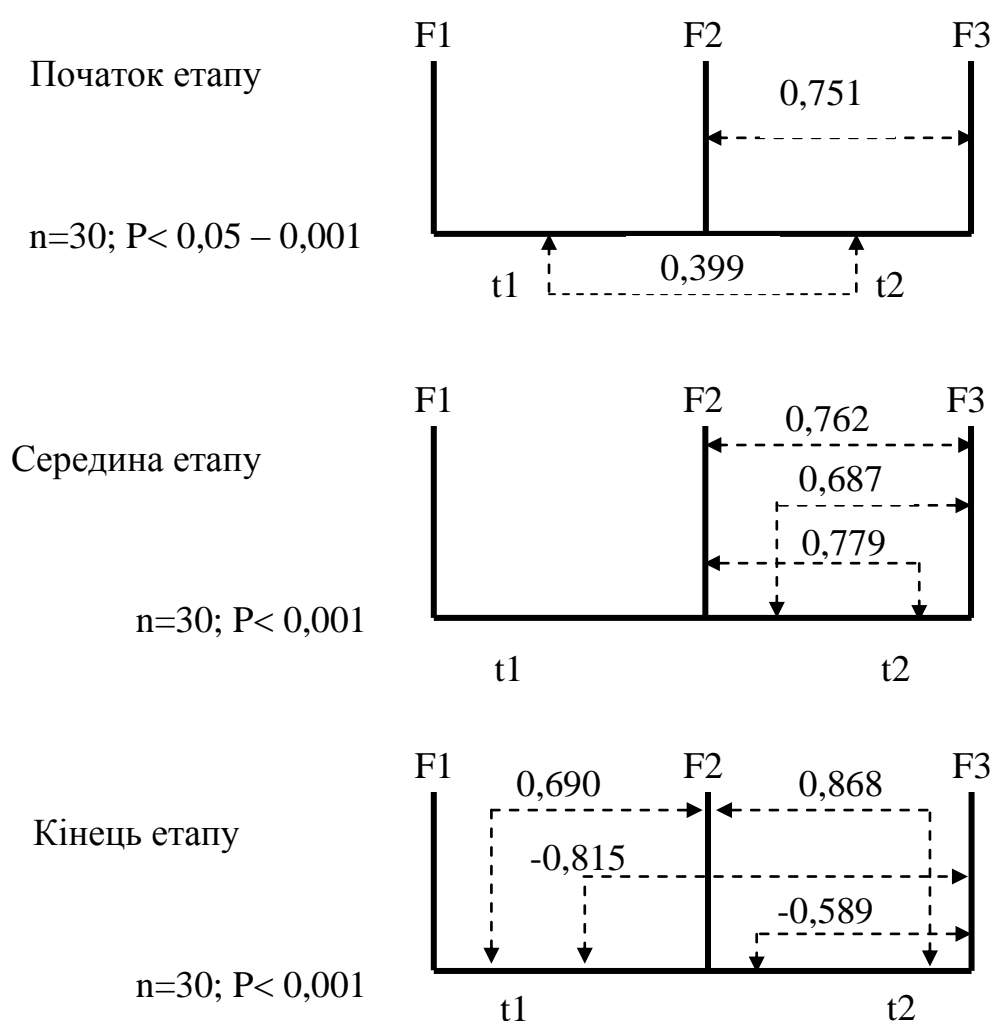 F1 F2 F3
Початок етапу
0,751
n=30; P< 0,05 – 0,001
0,399
t1 t2
F1 F2 F3
0,762
Середина етапу
0,687
0,779
n=30; P< 0,001
t1 t2
F1 F2 F3
0,690 0,868
Кінець етапу
-0,815
-0,589
n=30; P< 0,001
t1 t2